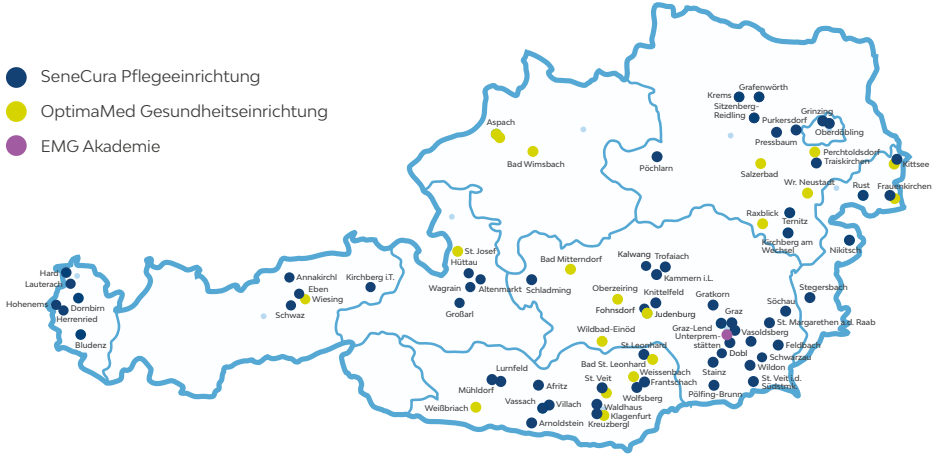 SeneCura Pflegeeinrichtung
OptimaMed Gesundheitseinrichtung
EMG Akademie
Grafenwörth
Krems
Sitzenberg-
Reidling
Grinzing
Purkersdorf
Oberdöbling
Pressbaum
Aspach
Bad Wimsbach
Pöchlarn
Perchtoldsdorf
Traiskirchen
Kittsee
Salzerbad
Wr. Neustadt
Rust
Frauenkirchen
Raxblick
Ternitz
Kirchberg am
Wechsel
Nikitsch
St. Josef
Hüttau
Wagrain
Altenmarkt
Großarl
Bad Mitterndorf
Schladming
Kalwang
Trofaiach
Kammern i.L.
Hard
Lauterach
Hohenems
Dornbirn
Herrenried
Bludenz
Annakirchl
Kirchberg i.T.
Eben
Wiesing
Schwaz
Oberzeiring
Knittelfeld
Fohnsdorf
Judenburg
Gratkorn
Stegersbach
Söchau
Graz
St. Margarethen a.d. Raab
Graz-Lend
Vasoldsberg
Unterprem-
stätten
Wildbad-Einöd
Feldbach
Dobl
Schwarzau
St.Leonhard
Bad St. Leonhard
Stainz
Wildon
Weissenbach
Frantschach
St. Veit i.d.
Südstmk.
Pölfing-Brunn
Lurnfeld
Mühldorf
Afritz
St. Veit
Wolfsberg
Weißbriach
Vassach
Villach
Waldhaus
Klagenfurt
Kreuzbergl
Arnoldstein